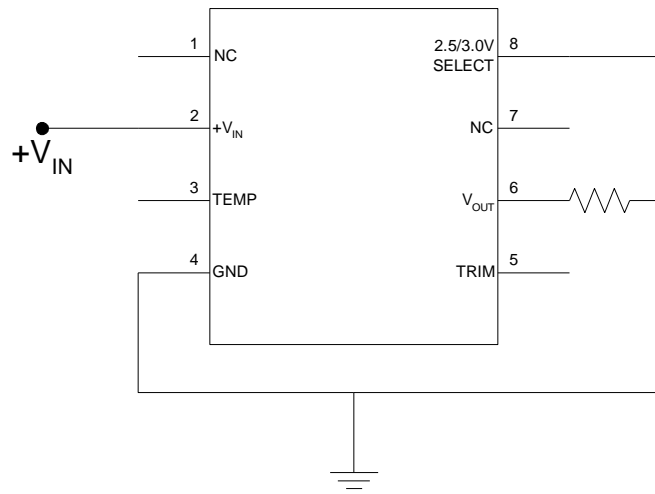 1 NC
2 +VIN
3 TEMP
4 GND
2.5/3.0V 8
SELECT
NC 7
VOUT 6
TRIM 5
+VIN